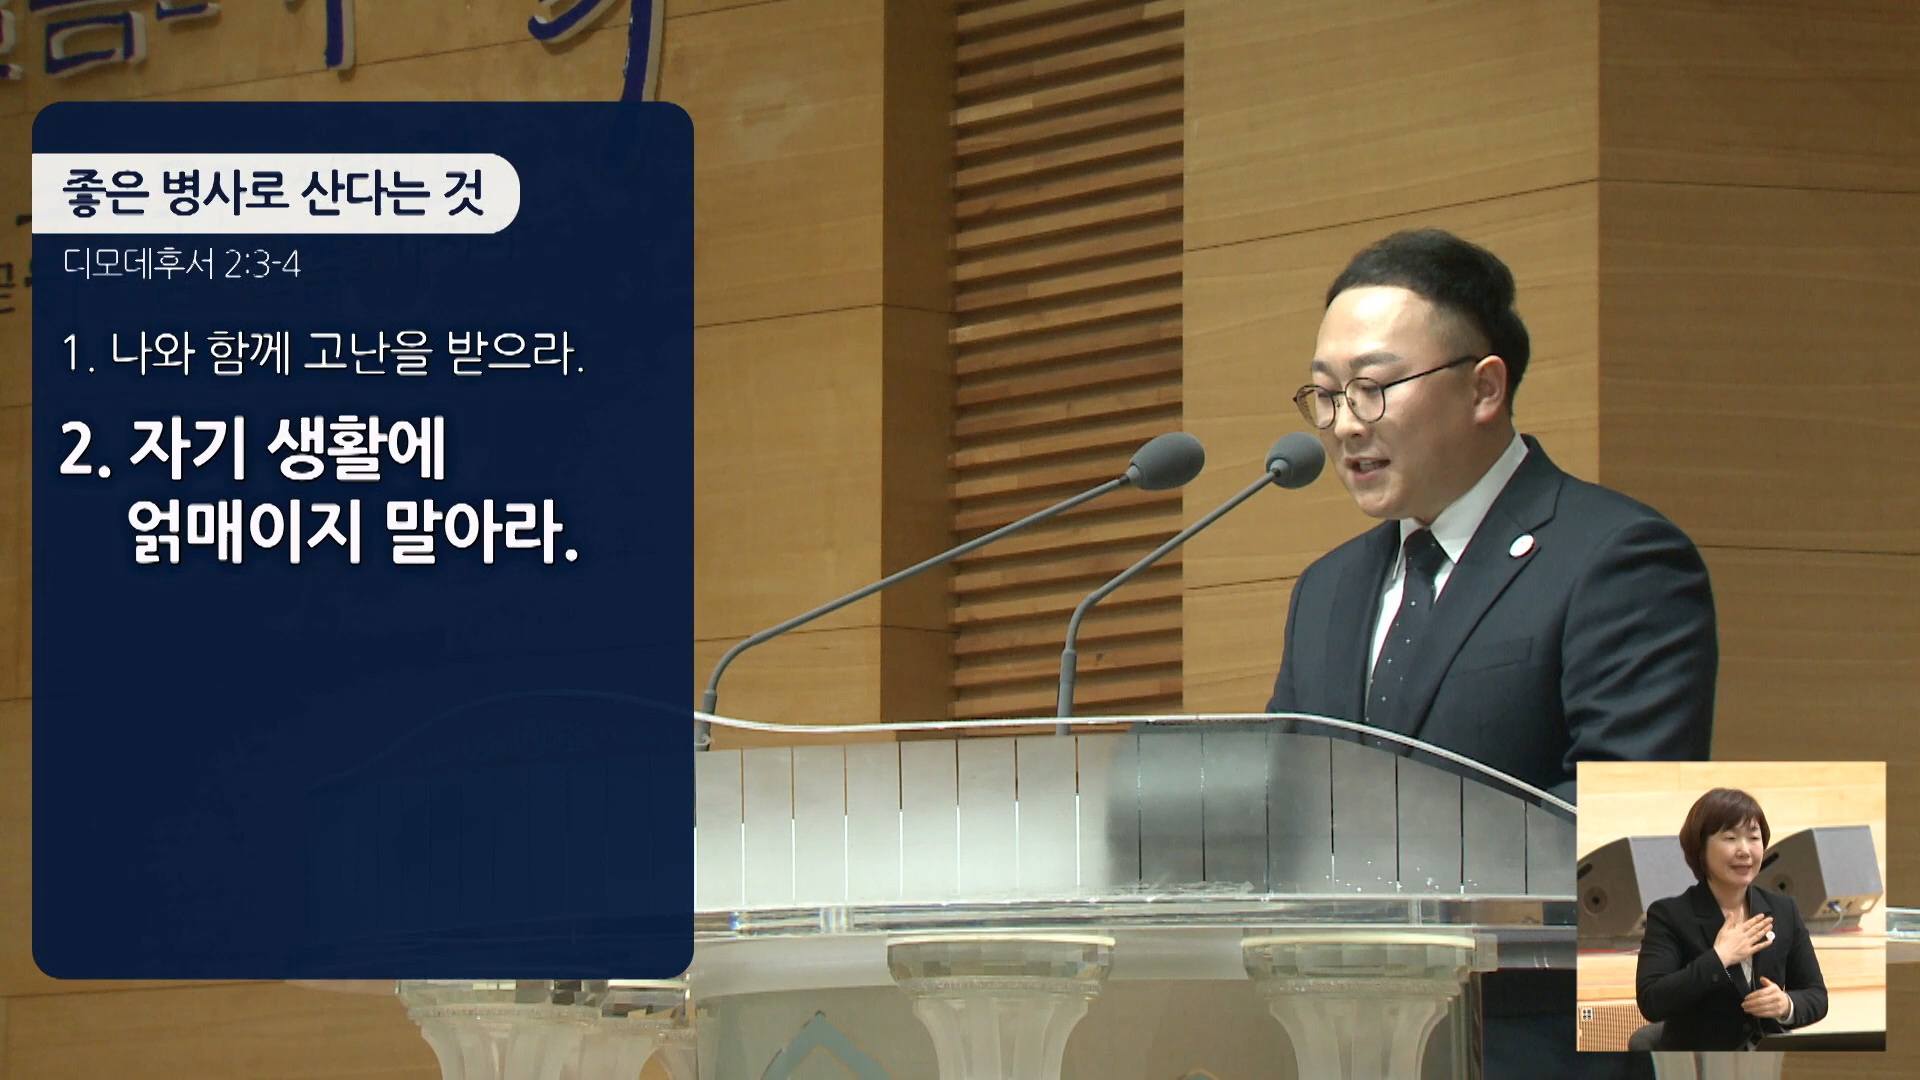 좋은 병사로 산다는 것
디모데후서 2:3-4
1. 나와 함께 고난을 받으라.
2. 자기 생활에
얽매이지 말아라.